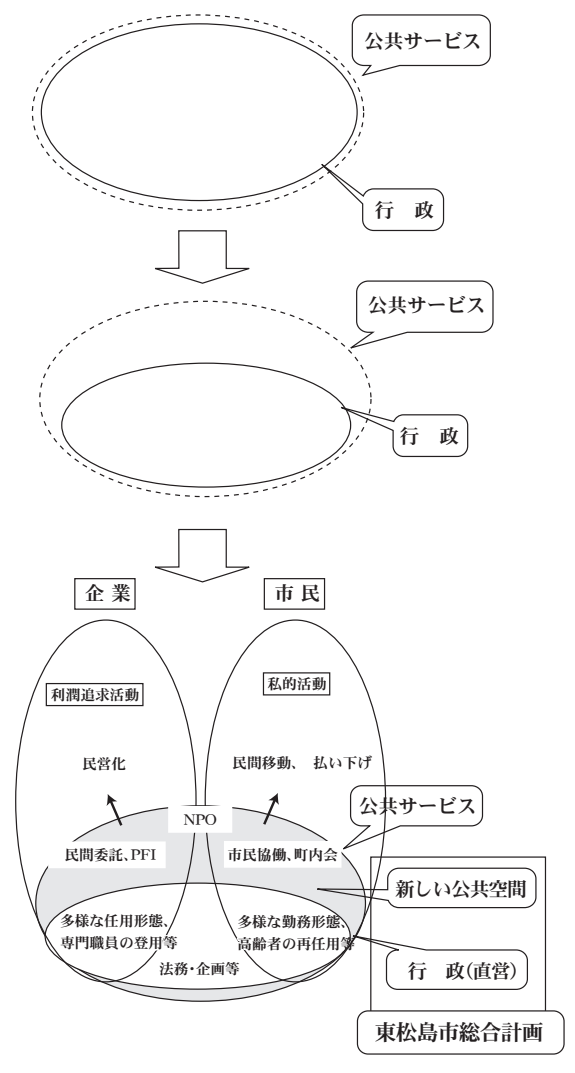 公共サービス
行　政
公共サービス
行　政
企 業
市 民
利潤追求活動
私的活動
民営化
民間移動、　払い下げ
NPO
公共サービス
民間委託、PFI
市民協働、町内会
新しい公共空間
多様な任用形態、
専門職員の登用等
多様な勤務形態、
高齢者の再任用等
法務・企画等
行　政(直営)
東松島市総合計画